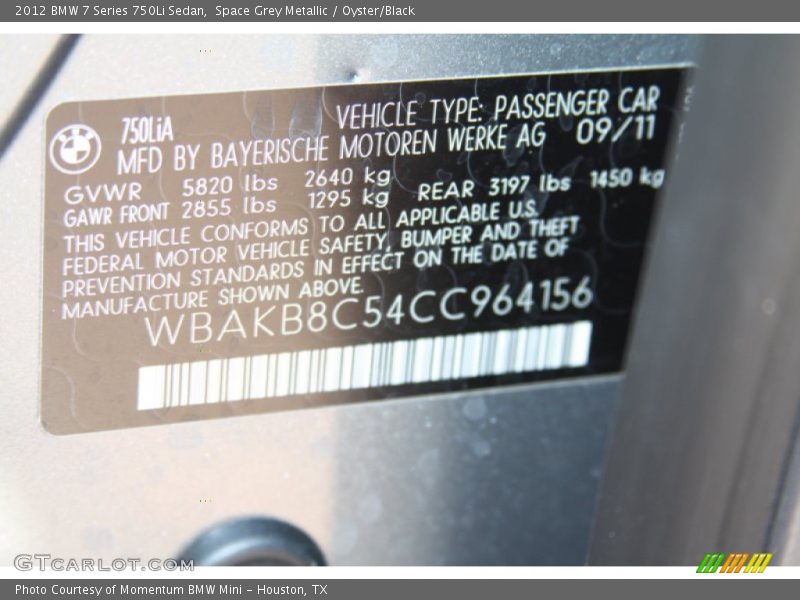 2012 BMW 7 Series 750Li Sedan, Space Grey Metallic / Oyster/Black
750LiA VEHICLE TYPE: PASSENGER CAR
MFD BY BAYERISCHE MOTOREN WERKE AG 09/11
GVWR 5820 lbs 2640 kg
GAWR FRONT 2855 lbs 1295 kg REAR 3197 lbs 1450 kg
THIS VEHICLE CONFORMS TO ALL APPLICABLE U.S.
FEDERAL MOTOR VEHICLE SAFETY, BUMPER AND THEFT
PREVENTION STANDARDS IN EFFECT ON THE DATE OF
MANUFACTURE SHOWN ABOVE.
WBAKB8C54CC964156
GTCARLOT.COM
Photo Courtesy of Momentum BMW Mini - Houston, TX